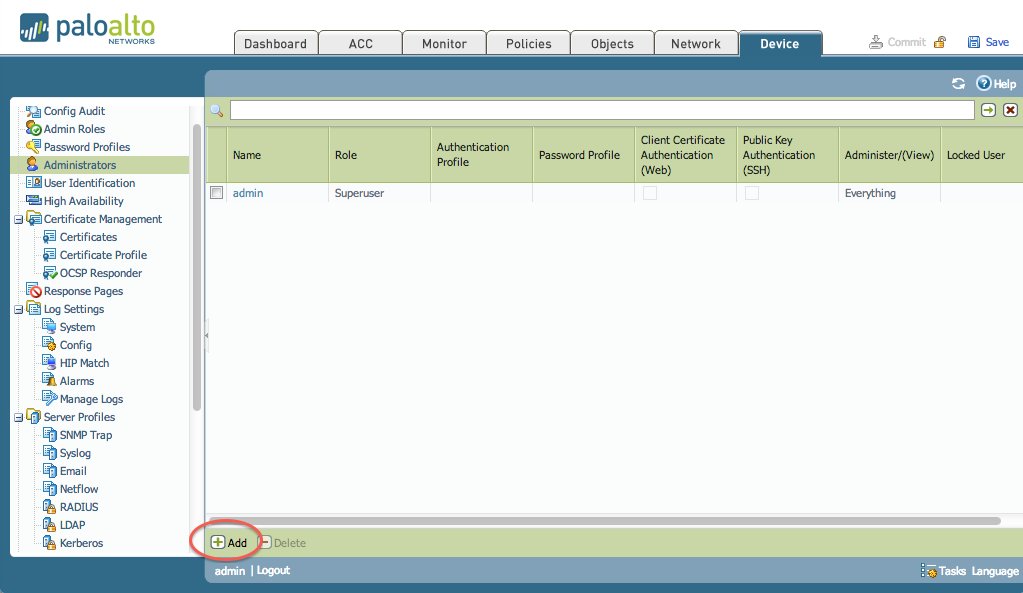 paloalto
NETWORKS
Dashboard ACC Monitor Policies Objects Network Device Commit Save
Help
Config Audit
Admin Roles
Password Profiles
Administrators
User Identification
High Availability
Certificate Management
Certificates
Certificate Profile
OCSP Responder
Response Pages
Log Settings
System
Config
HIP Match
Alarms
Manage Logs
Server Profiles
SNMP Trap
Syslog
Email
Netflow
RADIUS
LDAP
Kerberos
Name
Role
Authentication
Profile
Password Profile
Client Certificate
Authentication
(Web)
Public Key
Authentication
(SSH)
Administer/(View)
Locked User
admin Superuser Everything
Add Delete
admin | Logout Tasks Language